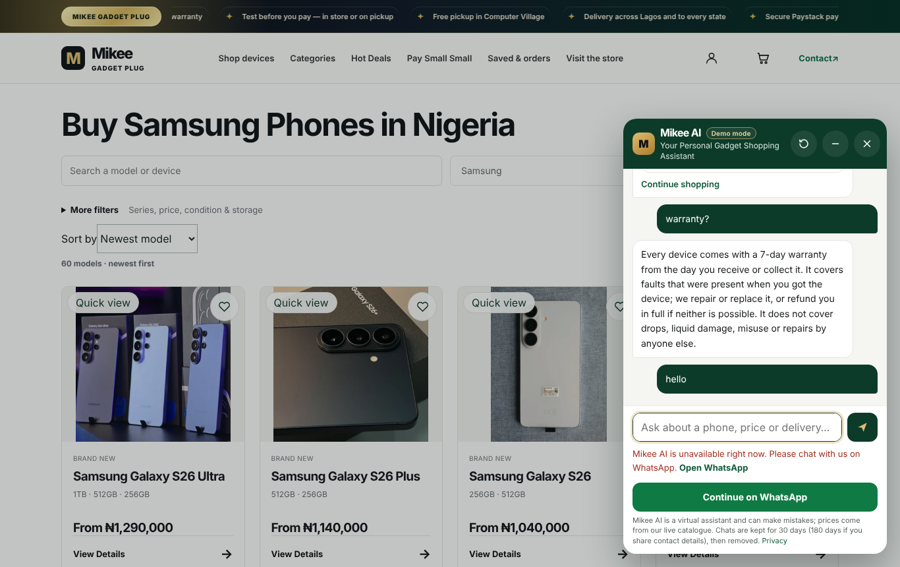 MIKEE GADGET PLUG
warranty
Test before you pay — in store or on pickup
Free pickup in Computer Village
Delivery across Lagos and to every state
Secure Paystack pay
M
Mikee
GADGET PLUG
Shop devices
Categories
Hot Deals
Pay Small Small
Saved & orders
Visit the store
Contact↗
Buy Samsung Phones in Nigeria
Search a model or device
Samsung
More filters
Series, price, condition & storage
Sort by
Newest model
60 models · newest first
Quick view
BRAND NEW
Samsung Galaxy S26 Ultra
1TB · 512GB · 256GB
From ₦1,290,000
View Details
Quick view
Galaxy S26+
BRAND NEW
Samsung Galaxy S26 Plus
512GB · 256GB
From ₦1,140,000
View Details
Quick view
BRAND NEW
Samsung Galaxy S26
256GB · 512GB
From ₦1,040,000
View Details
View Details
M
Mikee AI
Demo mode
Your Personal Gadget Shopping
Assistant
Continue shopping
warranty?
Every device comes with a 7-day warranty
from the day you receive or collect it. It covers
faults that were present when you got the
device; we repair or replace it, or refund you
in full if neither is possible. It does not cover
drops, liquid damage, misuse or repairs by
anyone else.
hello
Ask about a phone, price or delivery...
Mikee AI is unavailable right now. Please chat with us on
WhatsApp. Open WhatsApp
Continue on WhatsApp
Mikee AI is a virtual assistant and can make mistakes; prices come
from our live catalogue. Chats are kept for 30 days (180 days if you
share contact details), then removed. Privacy